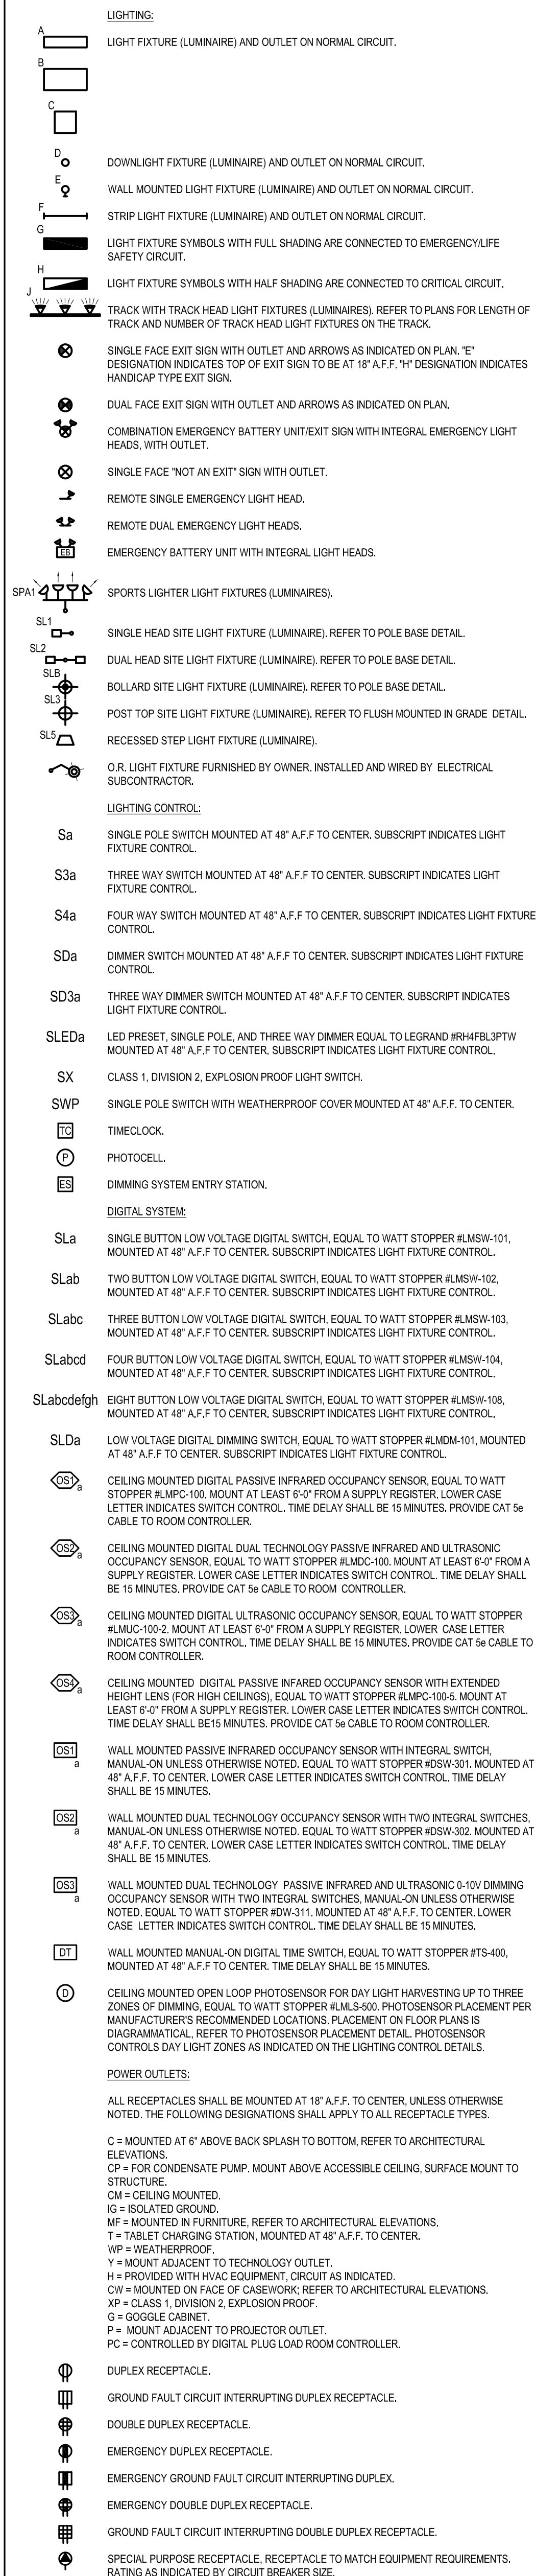 LIGHTING:
A
LIGHT FIXTURE (LUMINAIRE) AND OUTLET ON NORMAL CIRCUIT.
B
C
D
DOWNLIGHT FIXTURE (LUMINAIRE) AND OUTLET ON NORMAL CIRCUIT.
E
WALL MOUNTED LIGHT FIXTURE (LUMINAIRE) AND OUTLET ON NORMAL CIRCUIT.
F
STRIP LIGHT FIXTURE (LUMINAIRE) AND OUTLET ON NORMAL CIRCUIT.
G
LIGHT FIXTURE SYMBOLS WITH FULL SHADING ARE CONNECTED TO EMERGENCY/LIFE
SAFETY CIRCUIT.
H
LIGHT FIXTURE SYMBOLS WITH HALF SHADING ARE CONNECTED TO CRITICAL CIRCUIT.
J
TRACK WITH TRACK HEAD LIGHT FIXTURES (LUMINAIRES). REFER TO PLANS FOR LENGTH OF
TRACK AND NUMBER OF TRACK HEAD LIGHT FIXTURES ON THE TRACK.
SINGLE FACE EXIT SIGN WITH OUTLET AND ARROWS AS INDICATED ON PLAN. "E"
DESIGNATION INDICATES TOP OF EXIT SIGN TO BE AT 18" A.F.F. "H" DESIGNATION INDICATES
HANDICAP TYPE EXIT SIGN.
DUAL FACE EXIT SIGN WITH OUTLET AND ARROWS AS INDICATED ON PLAN.
COMBINATION EMERGENCY BATTERY UNIT/EXIT SIGN WITH INTEGRAL EMERGENCY LIGHT
HEADS, WITH OUTLET.
SINGLE FACE "NOT AN EXIT" SIGN WITH OUTLET.
REMOTE SINGLE EMERGENCY LIGHT HEAD.
REMOTE DUAL EMERGENCY LIGHT HEADS.
EB EMERGENCY BATTERY UNIT WITH INTEGRAL LIGHT HEADS.
SPA1 SPORTS LIGHTER LIGHT FIXTURES (LUMINAIRES).
SL1
SINGLE HEAD SITE LIGHT FIXTURE (LUMINAIRE). REFER TO POLE BASE DETAIL.
SL2
DUAL HEAD SITE LIGHT FIXTURE (LUMINAIRE). REFER TO POLE BASE DETAIL.
SLB
BOLLARD SITE LIGHT FIXTURE (LUMINAIRE). REFER TO POLE BASE DETAIL.
SL3
POST TOP SITE LIGHT FIXTURE (LUMINAIRE). REFER TO FLUSH MOUNTED IN GRADE DETAIL.
SL5 RECESSED STEP LIGHT FIXTURE (LUMINAIRE).
O.R. LIGHT FIXTURE FURNISHED BY OWNER. INSTALLED AND WIRED BY ELECTRICAL
SUBCONTRACTOR.
LIGHTING CONTROL:
Sa SINGLE POLE SWITCH MOUNTED AT 48" A.F.F TO CENTER. SUBSCRIPT INDICATES LIGHT
FIXTURE CONTROL.
S3a THREE WAY SWITCH MOUNTED AT 48" A.F.F TO CENTER. SUBSCRIPT INDICATES LIGHT
FIXTURE CONTROL.
S4a FOUR WAY SWITCH MOUNTED AT 48" A.F.F TO CENTER. SUBSCRIPT INDICATES LIGHT FIXTURE
CONTROL.
SDa DIMMER SWITCH MOUNTED AT 48" A.F.F TO CENTER. SUBSCRIPT INDICATES LIGHT FIXTURE
CONTROL.
SD3a THREE WAY DIMMER SWITCH MOUNTED AT 48" A.F.F TO CENTER. SUBSCRIPT INDICATES
LIGHT FIXTURE CONTROL.
SLEDa LED PRESET, SINGLE POLE, AND THREE WAY DIMMER EQUAL TO LEGRAND #RH4FBL3PTW
MOUNTED AT 48" A.F.F TO CENTER. SUBSCRIPT INDICATES LIGHT FIXTURE CONTROL.
SX CLASS 1, DIVISION 2, EXPLOSION PROOF LIGHT SWITCH.
SWP SINGLE POLE SWITCH WITH WEATHERPROOF COVER MOUNTED AT 48" A.F.F. TO CENTER.
TC TIMECLOCK.
P PHOTOCELL.
ES DIMMING SYSTEM ENTRY STATION.
DIGITAL SYSTEM:
SLa SINGLE BUTTON LOW VOLTAGE DIGITAL SWITCH, EQUAL TO WATT STOPPER #LMSW-101,
MOUNTED AT 48" A.F.F TO CENTER. SUBSCRIPT INDICATES LIGHT FIXTURE CONTROL.
SLab TWO BUTTON LOW VOLTAGE DIGITAL SWITCH, EQUAL TO WATT STOPPER #LMSW-102,
MOUNTED AT 48" A.F.F TO CENTER. SUBSCRIPT INDICATES LIGHT FIXTURE CONTROL.
SLabc THREE BUTTON LOW VOLTAGE DIGITAL SWITCH, EQUAL TO WATT STOPPER #LMSW-103,
MOUNTED AT 48" A.F.F TO CENTER. SUBSCRIPT INDICATES LIGHT FIXTURE CONTROL.
SLabcd FOUR BUTTON LOW VOLTAGE DIGITAL SWITCH, EQUAL TO WATT STOPPER #LMSW-104,
MOUNTED AT 48" A.F.F TO CENTER. SUBSCRIPT INDICATES LIGHT FIXTURE CONTROL.
SLabcdefgh EIGHT BUTTON LOW VOLTAGE DIGITAL SWITCH, EQUAL TO WATT STOPPER #LMSW-108,
MOUNTED AT 48" A.F.F TO CENTER. SUBSCRIPT INDICATES LIGHT FIXTURE CONTROL.
SLDa LOW VOLTAGE DIGITAL DIMMING SWITCH, EQUAL TO WATT STOPPER #LMDM-101, MOUNTED
AT 48" A.F.F TO CENTER. SUBSCRIPT INDICATES LIGHT FIXTURE CONTROL.
OS1 a CEILING MOUNTED DIGITAL PASSIVE INFRARED OCCUPANCY SENSOR, EQUAL TO WATT
STOPPER #LMPC-100. MOUNT AT LEAST 6'-0" FROM A SUPPLY REGISTER. LOWER CASE
LETTER INDICATES SWITCH CONTROL. TIME DELAY SHALL BE 15 MINUTES. PROVIDE CAT 5e
CABLE TO ROOM CONTROLLER.
OS2 a CEILING MOUNTED DIGITAL DUAL TECHNOLOGY PASSIVE INFRARED AND ULTRASONIC
OCCUPANCY SENSOR, EQUAL TO WATT STOPPER #LMDC-100. MOUNT AT LEAST 6'-0" FROM A
SUPPLY REGISTER. LOWER CASE LETTER INDICATES SWITCH CONTROL. TIME DELAY SHALL
BE 15 MINUTES. PROVIDE CAT 5e CABLE TO ROOM CONTROLLER.
OS3 a CEILING MOUNTED DIGITAL ULTRASONIC OCCUPANCY SENSOR, EQUAL TO WATT STOPPER
#LMUC-100-2. MOUNT AT LEAST 6'-0" FROM A SUPPLY REGISTER. LOWER CASE LETTER
INDICATES SWITCH CONTROL. TIME DELAY SHALL BE 15 MINUTES. PROVIDE CAT 5e CABLE TO
ROOM CONTROLLER.
OS4 a CEILING MOUNTED DIGITAL PASSIVE INFARED OCCUPANCY SENSOR WITH EXTENDED
HEIGHT LENS (FOR HIGH CEILINGS), EQUAL TO WATT STOPPER #LMPC-100-5. MOUNT AT
LEAST 6'-0" FROM A SUPPLY REGISTER. LOWER CASE LETTER INDICATES SWITCH CONTROL.
TIME DELAY SHALL BE15 MINUTES. PROVIDE CAT 5e CABLE TO ROOM CONTROLLER.
OS1 WALL MOUNTED PASSIVE INFRARED OCCUPANCY SENSOR WITH INTEGRAL SWITCH,
a MANUAL-ON UNLESS OTHERWISE NOTED. EQUAL TO WATT STOPPER #DSW-301. MOUNTED AT
48" A.F.F. TO CENTER. LOWER CASE LETTER INDICATES SWITCH CONTROL. TIME DELAY
SHALL BE 15 MINUTES.
OS2 WALL MOUNTED DUAL TECHNOLOGY OCCUPANCY SENSOR WITH TWO INTEGRAL SWITCHES,
a MANUAL-ON UNLESS OTHERWISE NOTED. EQUAL TO WATT STOPPER #DSW-302. MOUNTED AT
48" A.F.F. TO CENTER. LOWER CASE LETTER INDICATES SWITCH CONTROL. TIME DELAY
SHALL BE 15 MINUTES.
OS3 WALL MOUNTED DUAL TECHNOLOGY PASSIVE INFRARED AND ULTRASONIC 0-10V DIMMING
a OCCUPANCY SENSOR WITH TWO INTEGRAL SWITCHES, MANUAL-ON UNLESS OTHERWISE
NOTED. EQUAL TO WATT STOPPER #DW-311. MOUNTED AT 48" A.F.F. TO CENTER. LOWER
CASE LETTER INDICATES SWITCH CONTROL. TIME DELAY SHALL BE 15 MINUTES.
DT WALL MOUNTED MANUAL-ON DIGITAL TIME SWITCH, EQUAL TO WATT STOPPER #TS-400,
MOUNTED AT 48" A.F.F TO CENTER. TIME DELAY SHALL BE 15 MINUTES.
D CEILING MOUNTED OPEN LOOP PHOTOSENSOR FOR DAY LIGHT HARVESTING UP TO THREE
ZONES OF DIMMING, EQUAL TO WATT STOPPER #LMLS-500. PHOTOSENSOR PLACEMENT PER
MANUFACTURER'S RECOMMENDED LOCATIONS. PLACEMENT ON FLOOR PLANS IS
DIAGRAMMATICAL, REFER TO PHOTOSENSOR PLACEMENT DETAIL. PHOTOSENSOR
CONTROLS DAY LIGHT ZONES AS INDICATED ON THE LIGHTING CONTROL DETAILS.
POWER OUTLETS:
ALL RECEPTACLES SHALL BE MOUNTED AT 18" A.F.F. TO CENTER, UNLESS OTHERWISE
NOTED. THE FOLLOWING DESIGNATIONS SHALL APPLY TO ALL RECEPTACLE TYPES.
C = MOUNTED AT 6" ABOVE BACK SPLASH TO BOTTOM, REFER TO ARCHITECTURAL
ELEVATIONS.
CP = FOR CONDENSATE PUMP. MOUNT ABOVE ACCESSIBLE CEILING, SURFACE MOUNT TO
STRUCTURE.
CM = CEILING MOUNTED.
IG = ISOLATED GROUND.
MF = MOUNTED IN FURNITURE, REFER TO ARCHITECTURAL ELEVATIONS.
T = TABLET CHARGING STATION, MOUNTED AT 48" A.F.F. TO CENTER.
WP = WEATHERPROOF.
Y = MOUNT ADJACENT TO TECHNOLOGY OUTLET.
H = PROVIDED WITH HVAC EQUIPMENT, CIRCUIT AS INDICATED.
CW = MOUNTED ON FACE OF CASEWORK; REFER TO ARCHITECTURAL ELEVATIONS.
XP = CLASS 1, DIVISION 2, EXPLOSION PROOF.
G = GOGGLE CABINET.
P = MOUNT ADJACENT TO PROJECTOR OUTLET.
PC = CONTROLLED BY DIGITAL PLUG LOAD ROOM CONTROLLER.
DUPLEX RECEPTACLE.
GROUND FAULT CIRCUIT INTERRUPTING DUPLEX RECEPTACLE.
DOUBLE DUPLEX RECEPTACLE.
EMERGENCY DUPLEX RECEPTACLE.
EMERGENCY GROUND FAULT CIRCUIT INTERRUPTING DUPLEX.
EMERGENCY DOUBLE DUPLEX RECEPTACLE.
GROUND FAULT CIRCUIT INTERRUPTING DOUBLE DUPLEX RECEPTACLE.
SPECIAL PURPOSE RECEPTACLE, RECEPTACLE TO MATCH EQUIPMENT REQUIREMENTS.
RATING AS INDICATED BY CIRCUIT BREAKER SIZE.